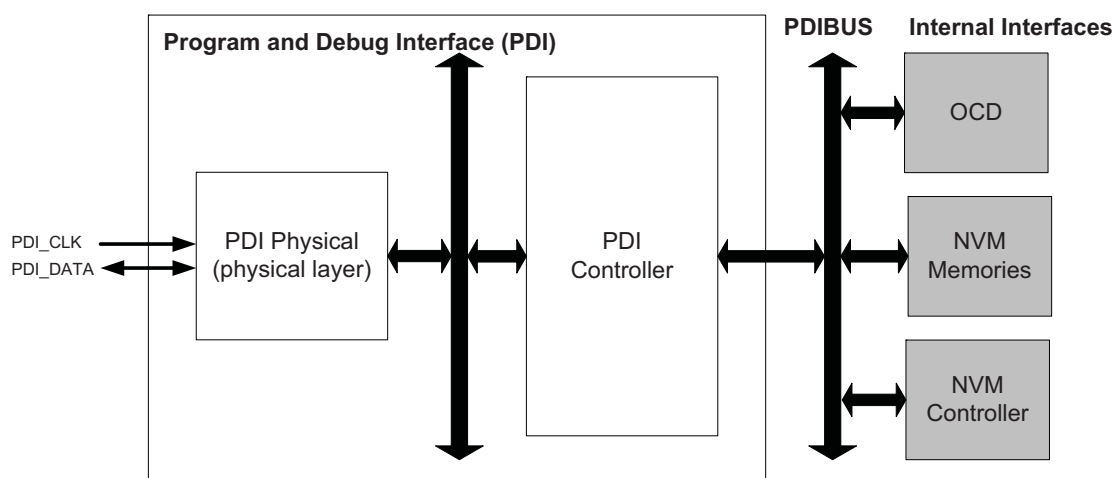 Program and Debug Interface (PDI)
PDIBUS
Internal Interfaces
OCD
PDI_CLK
PDI_DATA
PDI Physical
(physical layer)
PDI
Controller
NVM
Memories
NVM
Controller